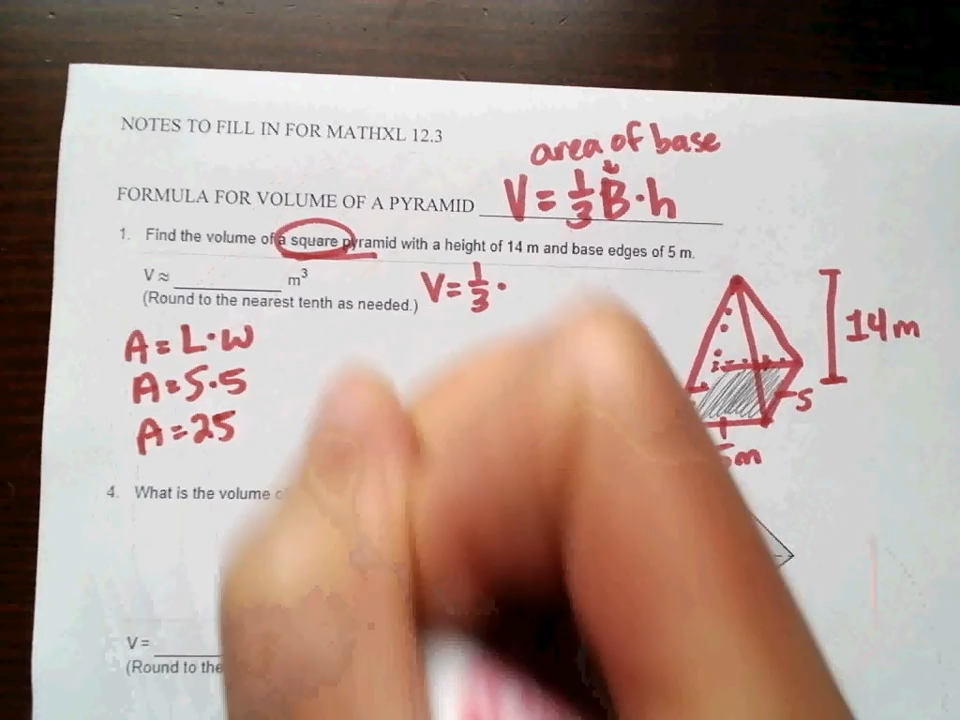 NOTES TO FILL IN FOR MATHXL 12.3
area of base
FORMULA FOR VOLUME OF A PYRAMID V = 1/3 B · h
1. Find the volume of a square pyramid with a height of 14 m and base edges of 5 m.
V ≈ ________ m³
(Round to the nearest tenth as needed.)
V = 1/3 ·
A = L · W
A = 5 · 5
A = 25
14 m
5
5m
4. What is the volume
V =
(Round to the